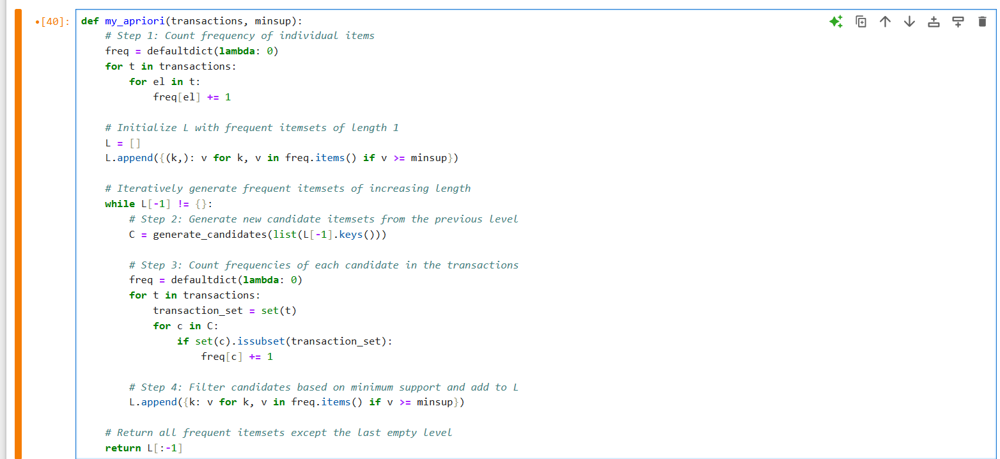 •[40]: def my_apriori(transactions, minsup):
    # Step 1: Count frequency of individual items
    freq = defaultdict(lambda: 0)
    for t in transactions:
        for el in t:
            freq[el] += 1

    # Initialize L with frequent itemsets of length 1
    L = []
    L.append({(k,): v for k, v in freq.items() if v >= minsup})

    # Iteratively generate frequent itemsets of increasing length
    while L[-1] != {}:
        # Step 2: Generate new candidate itemsets from the previous level
        C = generate_candidates(list(L[-1].keys()))

        # Step 3: Count frequencies of each candidate in the transactions
        freq = defaultdict(lambda: 0)
        for t in transactions:
            transaction_set = set(t)
            for c in C:
                if set(c).issubset(transaction_set):
                    freq[c] += 1

        # Step 4: Filter candidates based on minimum support and add to L
        L.append({k: v for k, v in freq.items() if v >= minsup})

    # Return all frequent itemsets except the last empty level
    return L[:-1]